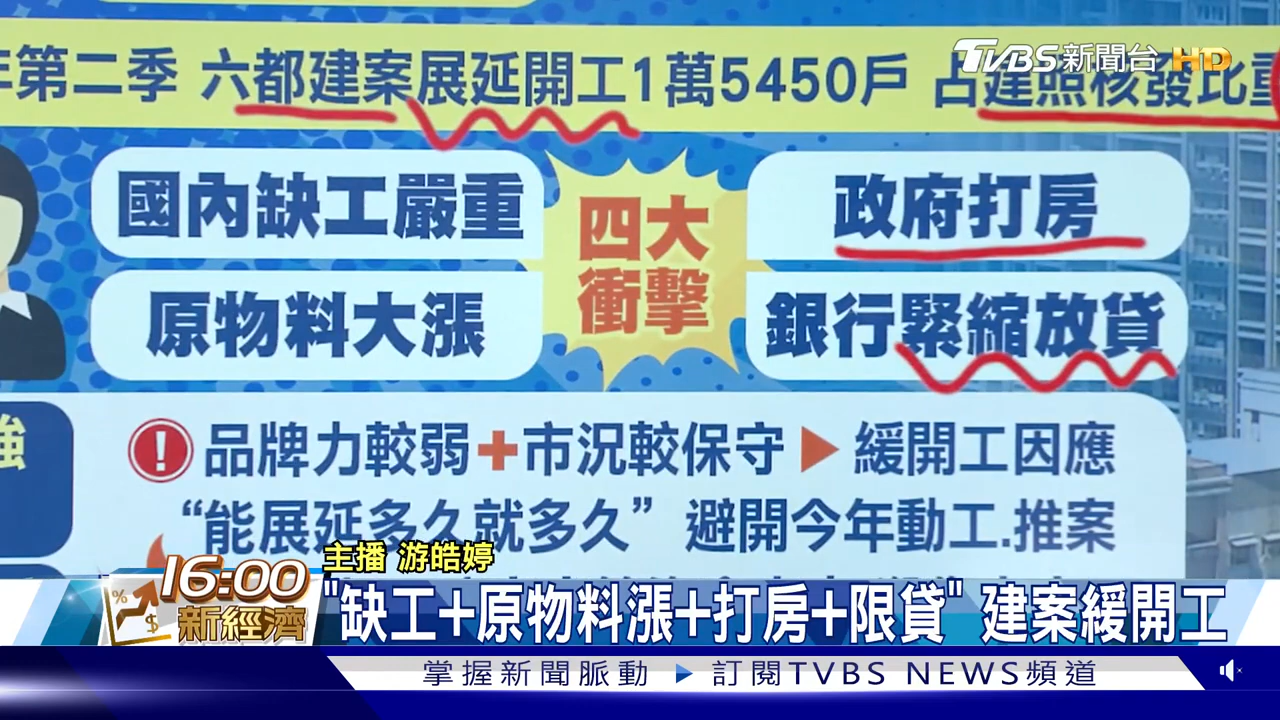 TVBS新聞台 HD
年第二季 六都建案展延開工1萬5450戶 占建照核發比重
國內缺工嚴重
四大衝擊
政府打房
原物料大漲
銀行緊縮放貸
強
! 品牌力較弱+市況較保守▶緩開工因應
“能展延多久就多久” 避開今年動工.推案
主播 游皓婷
16:00
新經濟
"缺工+原物料漲+打房+限貸" 建案緩開工
掌握新聞脈動 ▶ 訂閱TVBS NEWS頻道